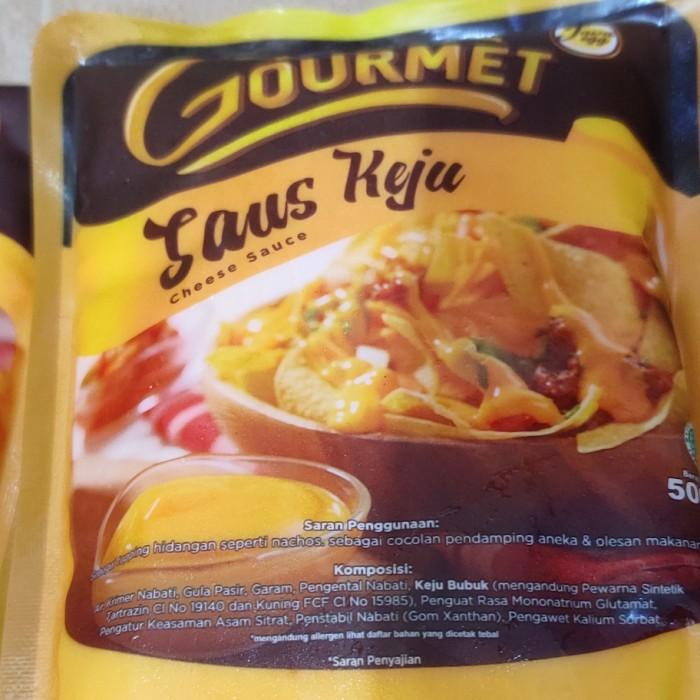 GOURMET
Saus Keju
Cheese Sauce
50
Saran Penggunaan:
Sebagai topping hidangan seperti nachos, sebagai cocolan pendamping aneka & olesan makanan
Komposisi:
Air, Krimer Nabati, Gula Pasir, Garam, Pengental Nabati, Keju Bubuk (mengandung Pewarna Sintetik
Tartrazin CI No 19140 dan Kuning FCF CI No 15985), Penguat Rasa Mononatrium Glutamat,
Pengatur Keasaman Asam Sitrat, Penstabil Nabati (Gom Xanthan), Pengawet Kalium Sorbat.
*mengandung allergen lihat daftar bahan yang dicetak tebal
*Saran Penyajian